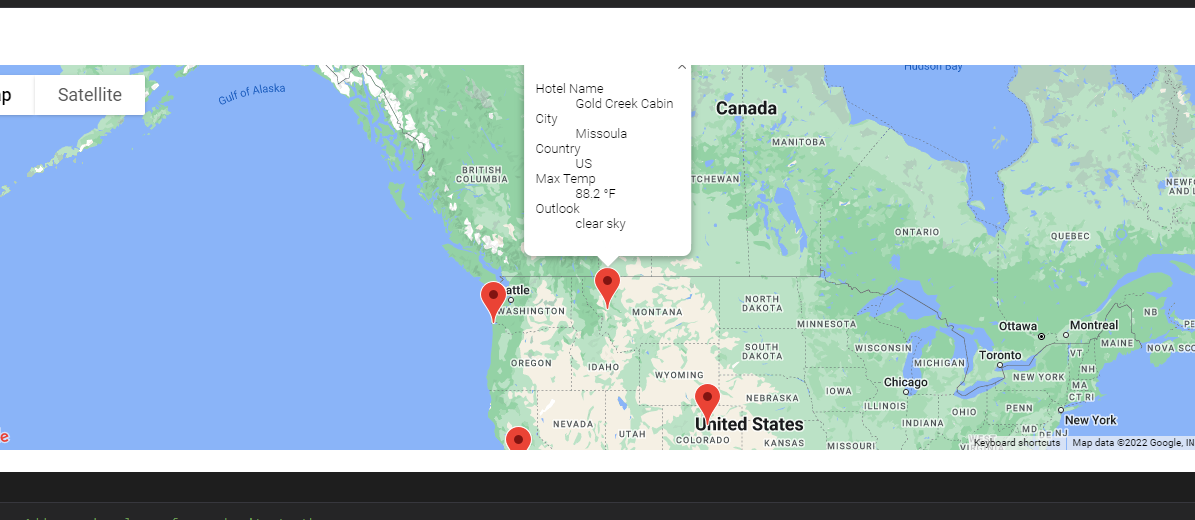 Satellite
Gulf of Alaska
Hudson Bay
Hotel Name
Gold Creek Cabin
City
Missoula
Country
US
Max Temp
88.2 °F
Outlook
clear sky
Canada
BRITISH
COLUMBIA
TCHEWAN
MANITOBA
ONTARIO
QUEBEC
NEWF
AND L
attle
WASHINGTON
MONTANA
NORTH
DAKOTA
MINNESOTA
Ottawa
Montreal
NB
PE
MAINE
NOVA SCO
OREGON
IDAHO
WYOMING
SOUTH
DAKOTA
WISCONSIN
MICHIGAN
Toronto
VT
NH
NEW YORK
MA
CT RI
Chicago
IOWA
NEBRASKA
ILLINOIS
OHIO
PENN
INDIANA
New York
NEVADA
UTAH
United States
COLORADO
KANSAS
MISSOURI
MD
DE
NJ
Keyboard shortcuts
Map data ©2022 Google, IN